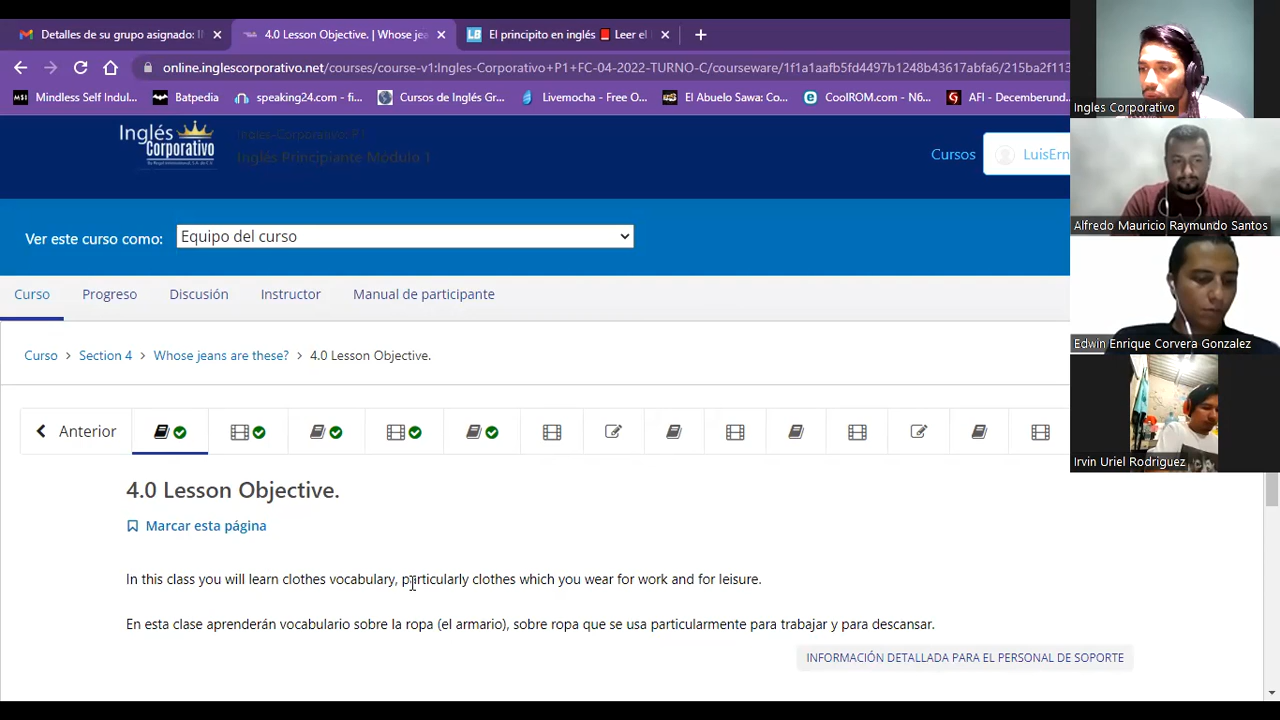 Detalles de su grupo asignado: I
4.0 Lesson Objective. | Whose je
El principito en inglés Leer el
online.inglescorporativo.net/courses/course-v1:Ingles-Corporativo+P1+FC-04-2022-TURNO-C/courseware/1f1a1aafb5fd4497b1248b43617abfa6/215ba2f113
Mindless Self Indul...
Batpedia
speaking24.com - fi...
Cursos de Inglés Gr...
Livemocha - Free O...
El Abuelo Sawa: Co...
CoolROM.com - N6...
AFI - Decemberund...
Inglés Corporativo
Ingles-Corporativo: P1
Inglés Principiante Módulo 1
Cursos
LuisErn
Ver este curso como:
Equipo del curso
Curso
Progreso
Discusión
Instructor
Manual de participante
Curso > Section 4 > Whose jeans are these? > 4.0 Lesson Objective.
Anterior
4.0 Lesson Objective.
Marcar esta página
In this class you will learn clothes vocabulary, particularly clothes which you wear for work and for leisure.
En esta clase aprenderán vocabulario sobre la ropa (el armario), sobre ropa que se usa particularmente para trabajar y para descansar.
INFORMACIÓN DETALLADA PARA EL PERSONAL DE SOPORTE
Ingles Corporativo
Alfredo Mauricio Raymundo Santos
Edwin Enrique Corvera Gonzalez
Irvin Uriel Rodriguez